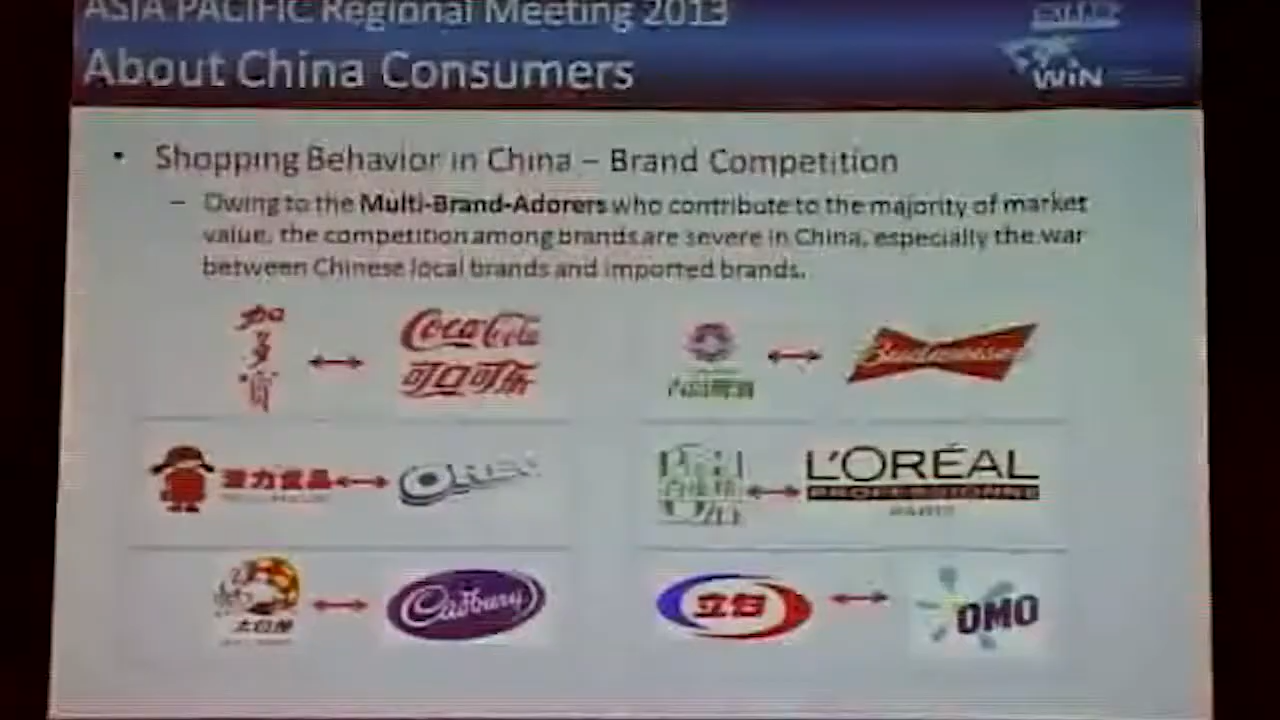 ASIA PACIFIC Regional Meeting 2013
About China Consumers
WIN
• Shopping Behavior in China – Brand Competition
– Owing to the Multi-Brand-Adorers who contribute to the majority of market
value, the competition among brands are severe in China, especially the war
between Chinese local brands and imported brands.
加多宝
Coca-Cola
可口可乐
Budweiser
OREO
L'ORÉAL
PROFESSIONNEL
PARIS
Cadbury
立白
OMO